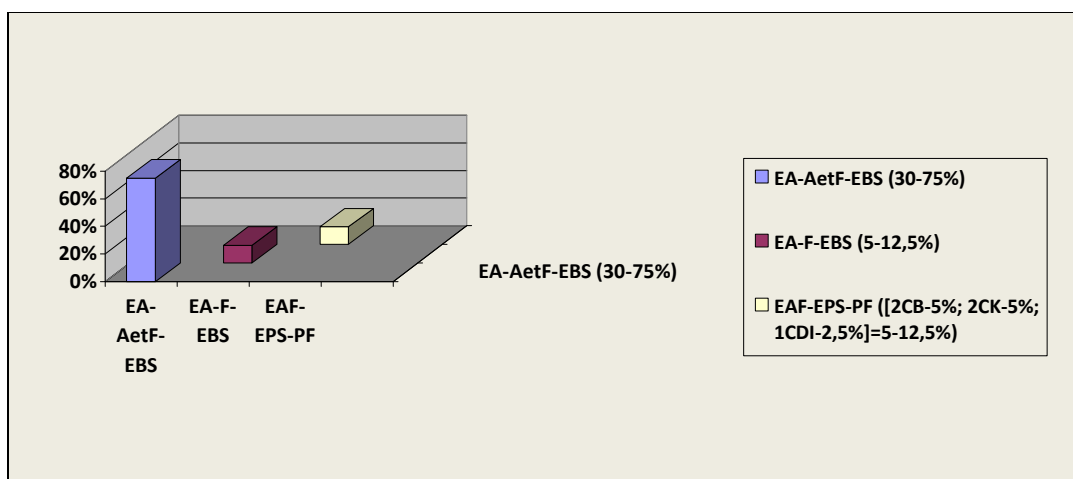 80%
60%
40%
20%
0%
EA-
AetF-
EBS
EA-F-
EBS
EAF-
EPS-PF
EA-AetF-EBS (30-75%)
EA-AetF-EBS (30-75%)
EA-F-EBS (5-12,5%)
EAF-EPS-PF ([2CB-5%; 2CK-5%;
1CDI-2,5%]=5-12,5%)